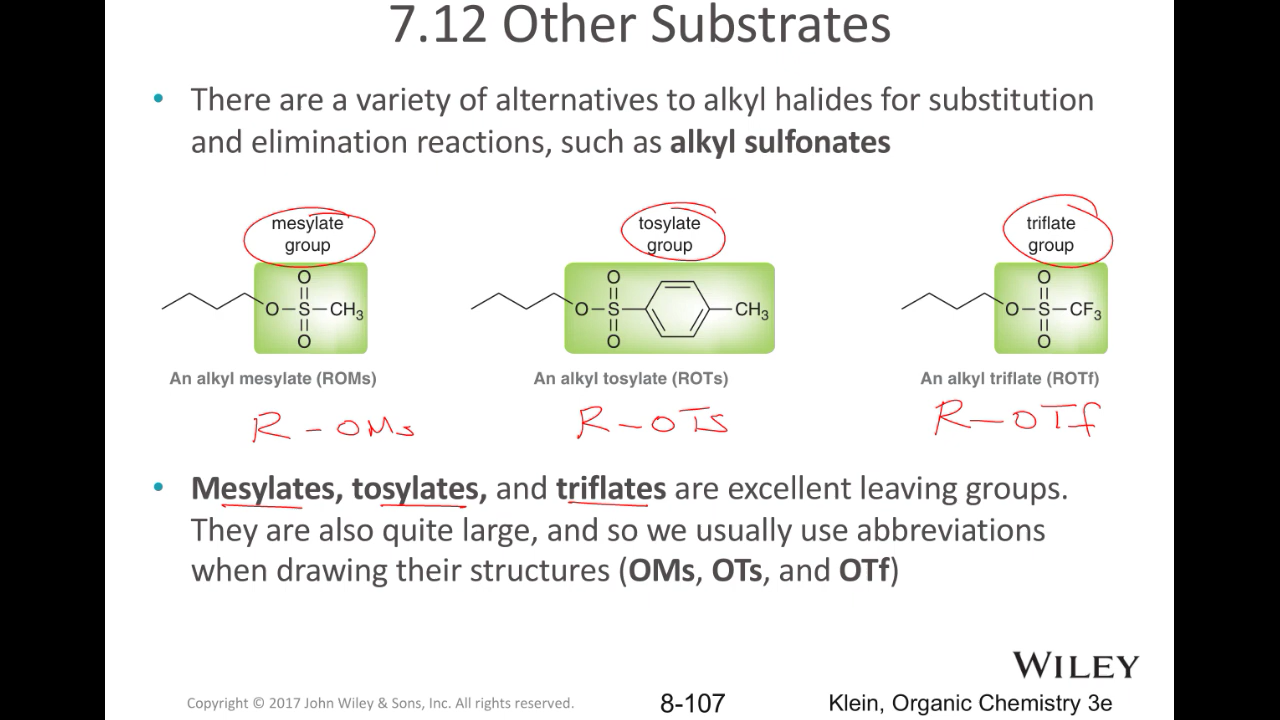 7.12 Other Substrates
• There are a variety of alternatives to alkyl halides for substitution
and elimination reactions, such as alkyl sulfonates
mesylate
group
tosylate
group
triflate
group
O
O–S–CH₃
O
O
O–S–CH₃
O
O
O–S–CF₃
O
An alkyl mesylate (ROMs)
An alkyl tosylate (ROTs)
An alkyl triflate (ROTf)
R – OMs
R – OTs
R – OTf
• Mesylates, tosylates, and triflates are excellent leaving groups.
They are also quite large, and so we usually use abbreviations
when drawing their structures (OMs, OTs, and OTf)
WILEY
Copyright © 2017 John Wiley & Sons, Inc. All rights reserved.
8-107
Klein, Organic Chemistry 3e